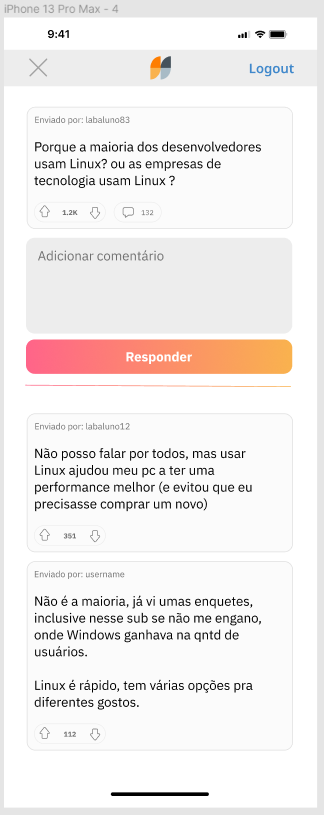 iPhone 13 Pro Max - 4
9:41
Logout
Enviado por: labaluno83
Porque a maioria dos desenvolvedores
usam Linux? ou as empresas de
tecnologia usam Linux ?
1.2K
132
Adicionar comentário
Responder
Enviado por: labaluno12
Não posso falar por todos, mas usar
Linux ajudou meu pc a ter uma
performance melhor (e evitou que eu
precisasse comprar um novo)
351
Enviado por: username
Não é a maioria, já vi umas enquetes,
inclusive nesse sub se não me engano,
onde Windows ganhava na qntd de
usuários.
Linux é rápido, tem várias opções pra
diferentes gostos.
112